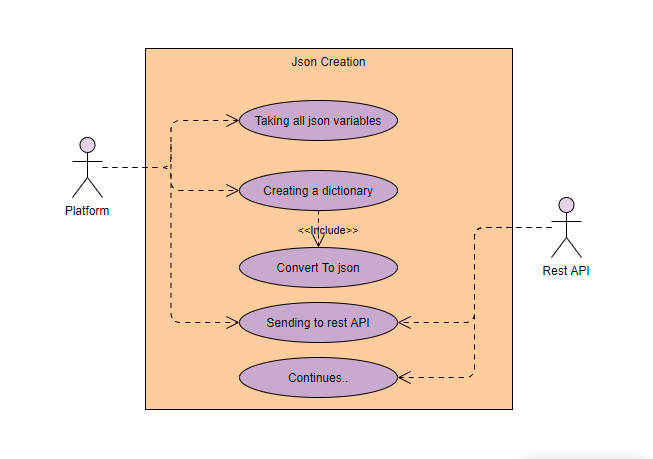 Json Creation
Taking all json variables
Creating a dictionary
Platform
<<Include>>
Convert To json
Rest API
Sending to rest API
Continues..